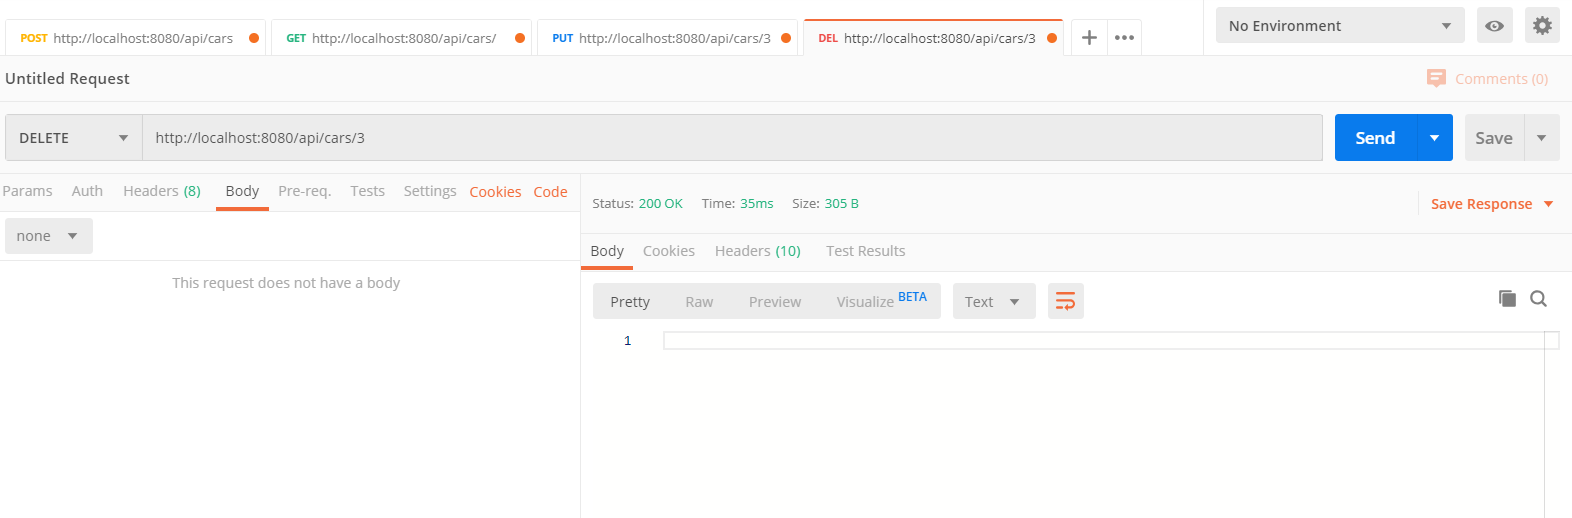 POST http://localhost:8080/api/cars GET http://localhost:8080/api/cars/ PUT http://localhost:8080/api/cars/3 DEL http://localhost:8080/api/cars/3 No Environment
Untitled Request Comments (0)
DELETE http://localhost:8080/api/cars/3 Send Save
Params Auth Headers (8) Body Pre-req. Tests Settings Cookies Code
Status: 200 OK Time: 35ms Size: 305 B Save Response
none
Body Cookies Headers (10) Test Results
This request does not have a body
Pretty Raw Preview Visualize BETA Text
1